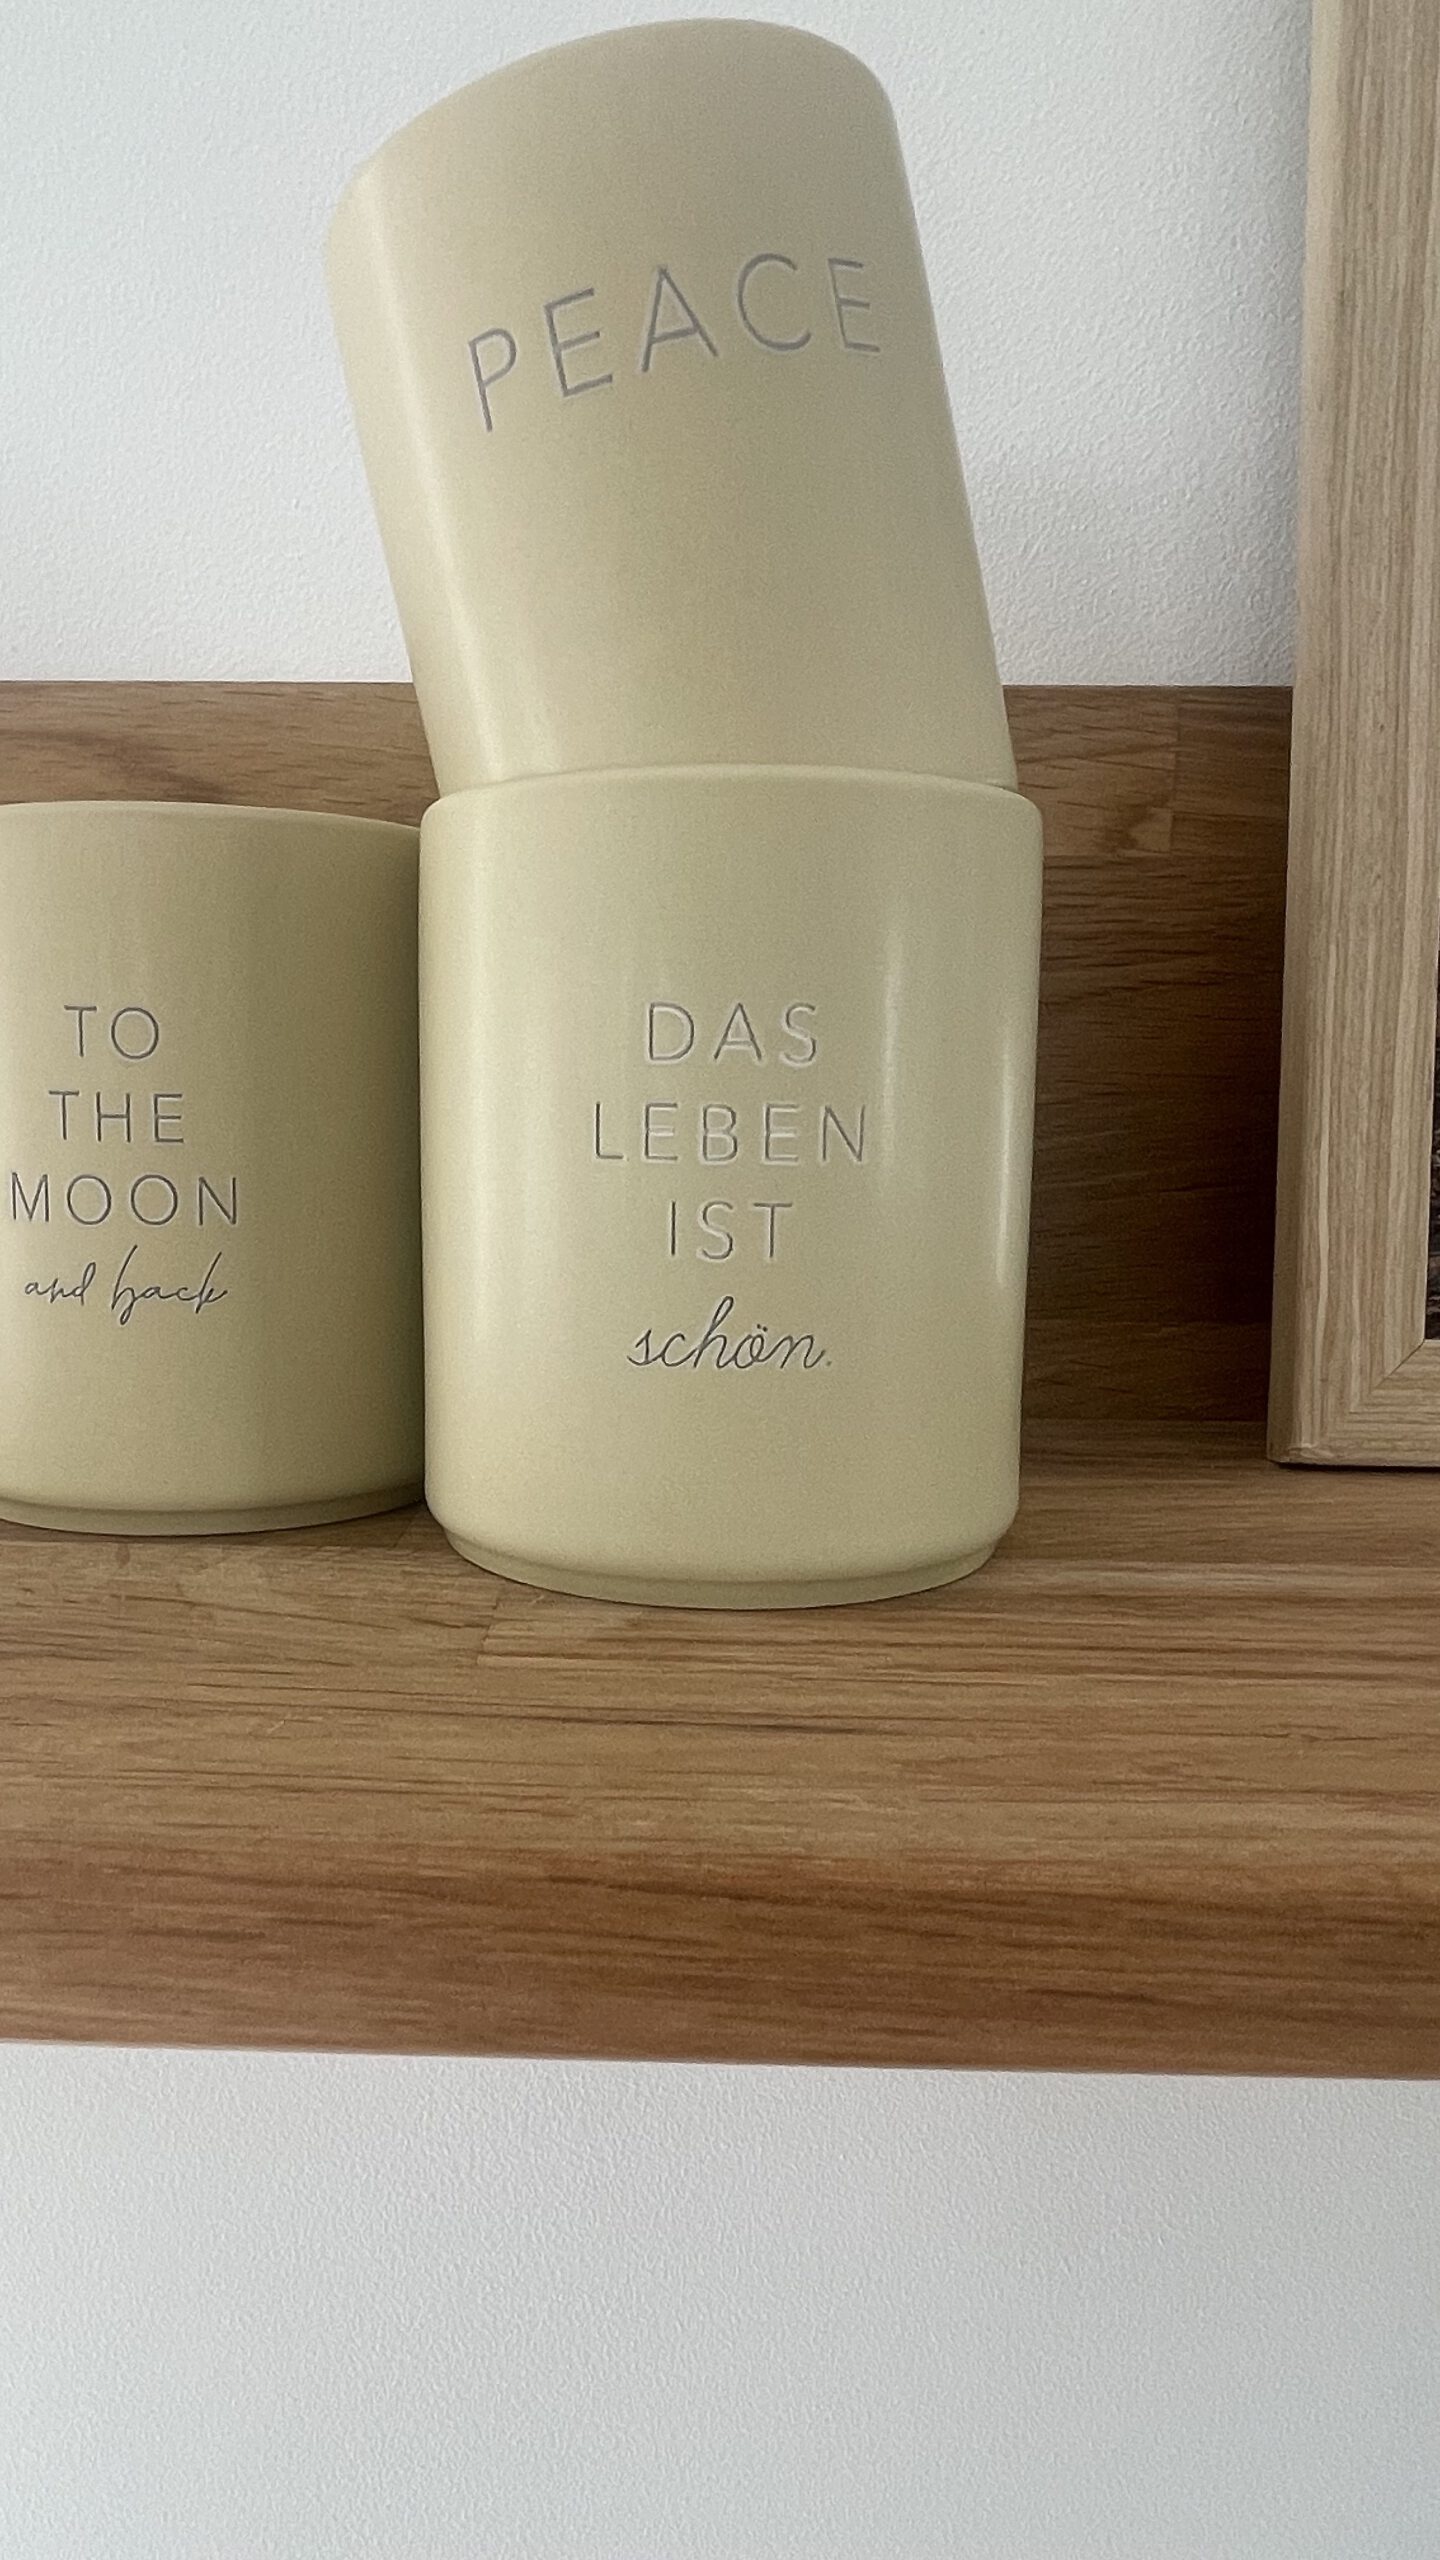 PEACE
TO
THE
MOON
and back
DAS
LEBEN
IST
schön.